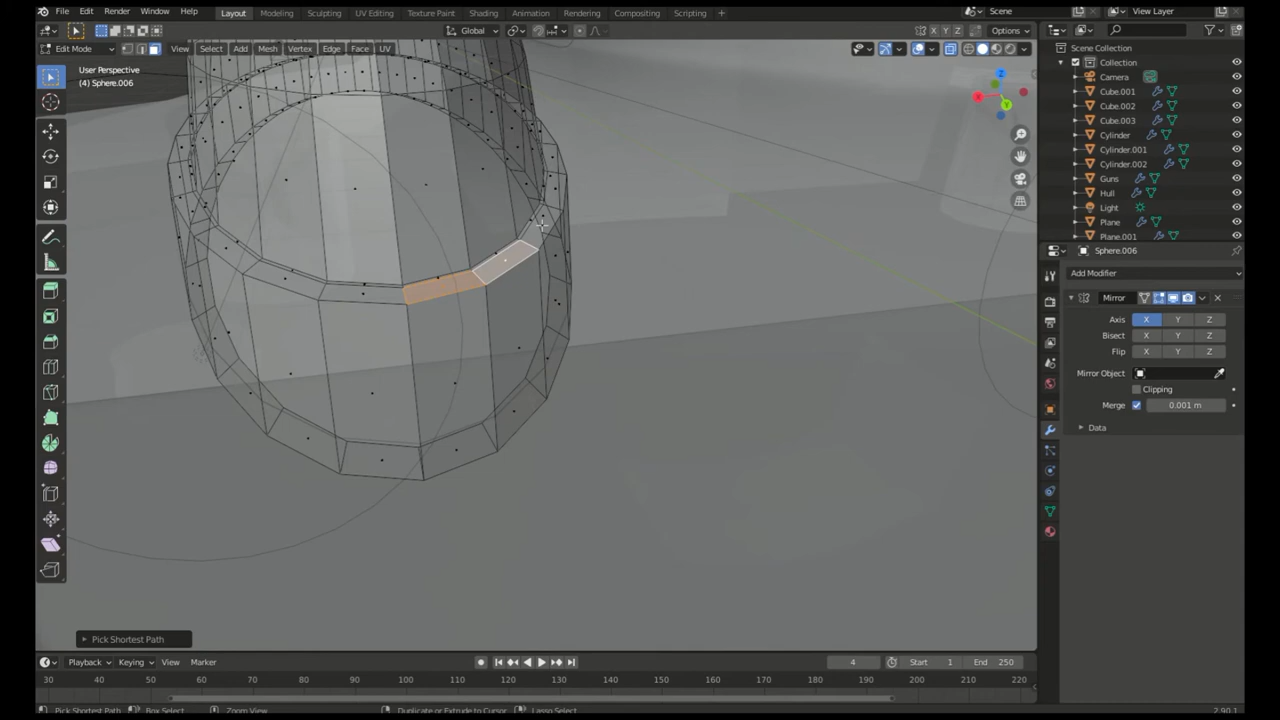 File Edit Render Window Help Layout Modeling Sculpting UV Editing Texture Paint Shading Animation Rendering Compositing Scripting + Scene View Layer
Global Options
Edit Mode View Select Add Mesh Vertex Edge Face UV
User Perspective
(4) Sphere.006
X Y Z
Scene Collection
Collection
Camera
Cube.001
Cube.002
Cube.003
Cylinder
Cylinder.001
Cylinder.002
Guns
Hull
Light
Plane
Plane.001
Sphere.006
Add Modifier
Mirror
Axis X Y Z
Bisect X Y Z
Flip X Y Z
Mirror Object
Clipping
Merge 0.001 m
Data
Pick Shortest Path
Playback Keying View Marker 4 Start 1 End 250
30 40 50 60 70 80 90 100 110 120 130 140 150 160 170 180 190 200 210 220
Pick Shortest Path Box Select Zoom View Duplicate or Extrude to Cursor Lasso Select 2.90.1